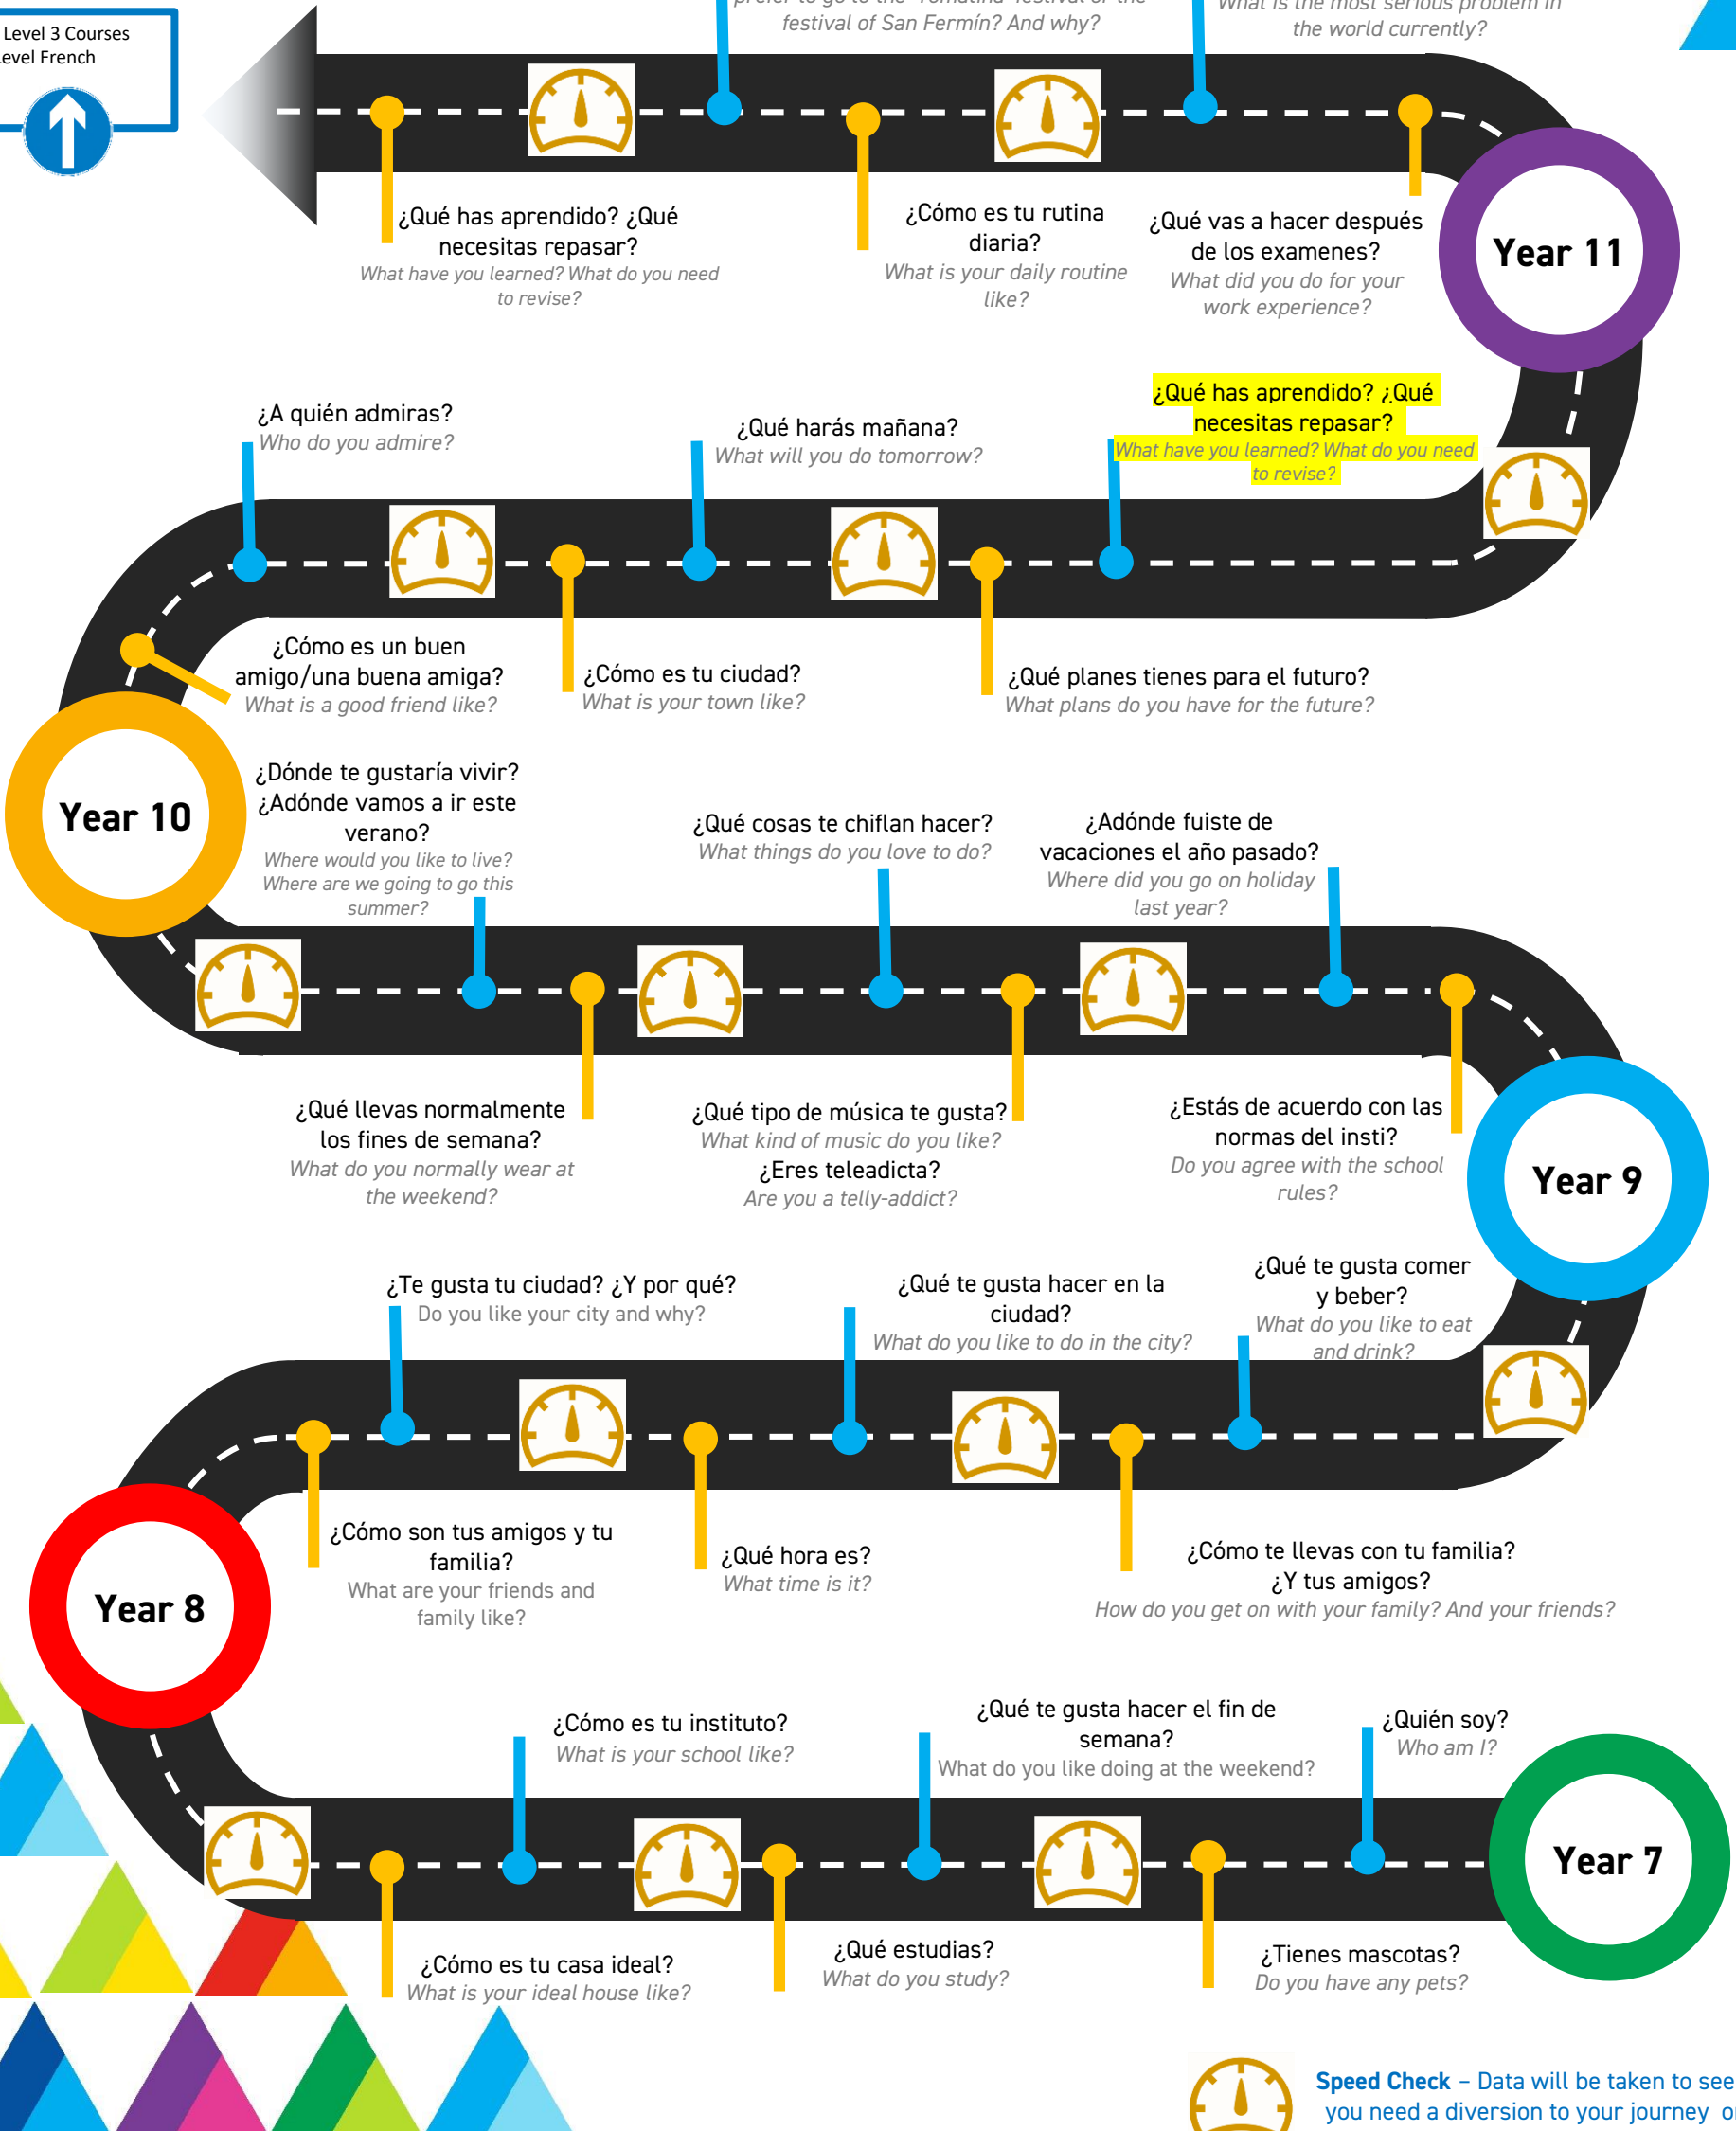 Level 3 Courses
Level French
festival of San Fermín? And why?
What is the most serious problem in
the world currently?
¿Qué has aprendido? ¿Qué
necesitas repasar?
What have you learned? What do you need
to revise?
¿Cómo es tu rutina
diaria?
What is your daily routine
like?
¿Qué vas a hacer después
de los examenes?
What did you do for your
work experience?
Year 11
¿A quién admiras?
Who do you admire?
¿Qué harás mañana?
What will you do tomorrow?
¿Qué has aprendido? ¿Qué
necesitas repasar?
What have you learned? What do you need
to revise?
¿Cómo es un buen
amigo/una buena amiga?
What is a good friend like?
¿Cómo es tu ciudad?
What is your town like?
¿Qué planes tienes para el futuro?
What plans do you have for the future?
Year 10
¿Dónde te gustaría vivir?
¿Adónde vamos a ir este
verano?
Where would you like to live?
Where are we going to go this
summer?
¿Qué cosas te chiflan hacer?
What things do you love to do?
¿Adónde fuiste de
vacaciones el año pasado?
Where did you go on holiday
last year?
¿Qué llevas normalmente
los fines de semana?
What do you normally wear at
the weekend?
¿Qué tipo de música te gusta?
What kind of music do you like?
¿Eres teleadicta?
Are you a telly-addict?
¿Estás de acuerdo con las
normas del insti?
Do you agree with the school
rules?
Year 9
¿Te gusta tu ciudad? ¿Y por qué?
Do you like your city and why?
¿Qué te gusta hacer en la
ciudad?
What do you like to do in the city?
¿Qué te gusta comer
y beber?
What do you like to eat
and drink?
¿Cómo son tus amigos y tu
familia?
What are your friends and
family like?
¿Qué hora es?
What time is it?
¿Cómo te llevas con tu familia?
¿Y tus amigos?
How do you get on with your family? And your friends?
Year 8
¿Cómo es tu instituto?
What is your school like?
¿Qué te gusta hacer el fin de
semana?
What do you like doing at the weekend?
¿Quién soy?
Who am I?
Year 7
¿Cómo es tu casa ideal?
What is your ideal house like?
¿Qué estudias?
What do you study?
¿Tienes mascotas?
Do you have any pets?
Speed Check – Data will be taken to see
you need a diversion to your journey